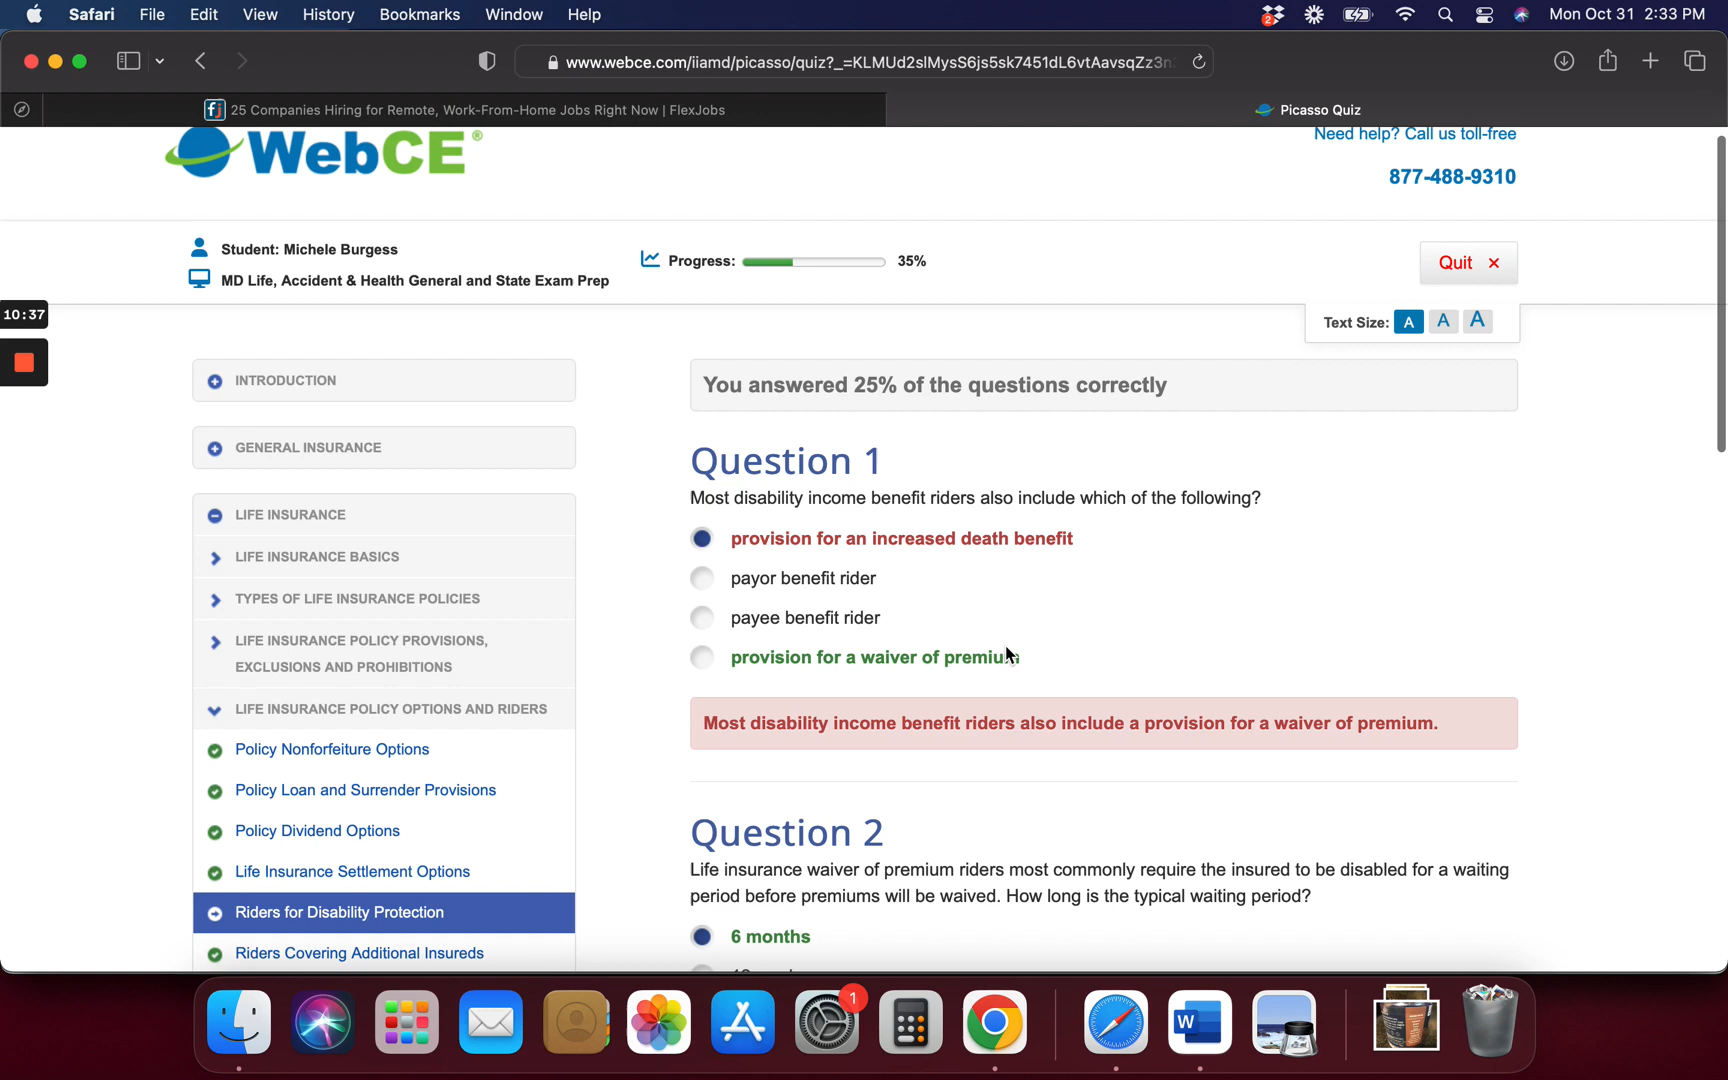 Safari File Edit View History Bookmarks Window Help
2 Mon Oct 31 2:33 PM
www.webce.com/iiamd/picasso/quiz?_=KLMUd2slMysS6js5sk7451dL6vtAavsqZz3n
fj 25 Companies Hiring for Remote, Work-From-Home Jobs Right Now | FlexJobs
Picasso Quiz
WebCE®
Need help? Call us toll-free
877-488-9310
Student: Michele Burgess
MD Life, Accident & Health General and State Exam Prep
Progress: 35%
Quit ×
10:37
Text Size: A A A
INTRODUCTION
GENERAL INSURANCE
LIFE INSURANCE
LIFE INSURANCE BASICS
TYPES OF LIFE INSURANCE POLICIES
LIFE INSURANCE POLICY PROVISIONS,
EXCLUSIONS AND PROHIBITIONS
LIFE INSURANCE POLICY OPTIONS AND RIDERS
Policy Nonforfeiture Options
Policy Loan and Surrender Provisions
Policy Dividend Options
Life Insurance Settlement Options
Riders for Disability Protection
Riders Covering Additional Insureds
You answered 25% of the questions correctly
Question 1
Most disability income benefit riders also include which of the following?
provision for an increased death benefit
payor benefit rider
payee benefit rider
provision for a waiver of premium
Most disability income benefit riders also include a provision for a waiver of premium.
Question 2
Life insurance waiver of premium riders most commonly require the insured to be disabled for a waiting
period before premiums will be waived. How long is the typical waiting period?
6 months
1
W